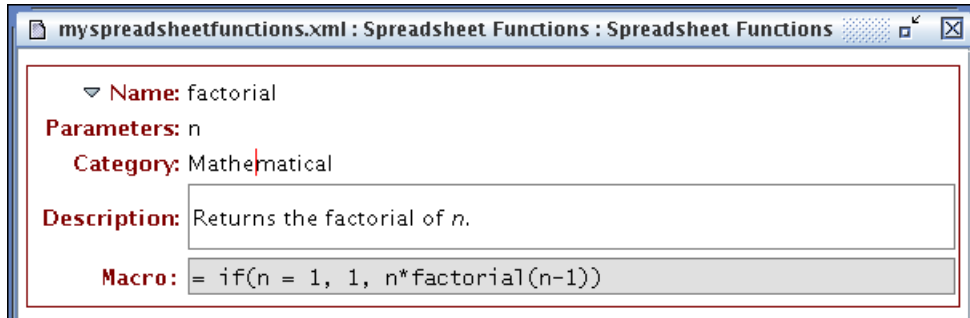 myspreadsheetfunctions.xml : Spreadsheet Functions : Spreadsheet Functions
Name: factorial
Parameters: n
Category: Mathematical
Description: Returns the factorial of n.
Macro: = if(n = 1, 1, n*factorial(n-1))